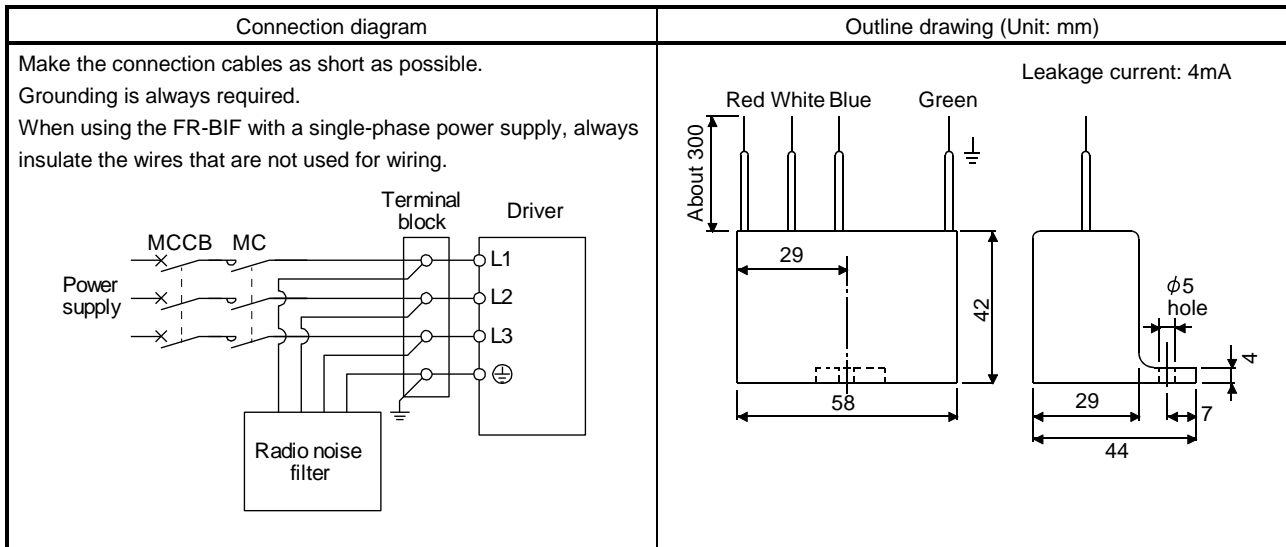 Connection diagram
Make the connection cables as short as possible.
Grounding is always required.
When using the FR-BIF with a single-phase power supply, always
insulate the wires that are not used for wiring.
Terminal
block
Driver
MCCB MC
Power
supply
L1
L2
L3
Radio noise
filter
Outline drawing (Unit: mm)
Leakage current: 4mA
Red White Blue Green
About 300
29
42
58
φ5
hole
4
29
7
44